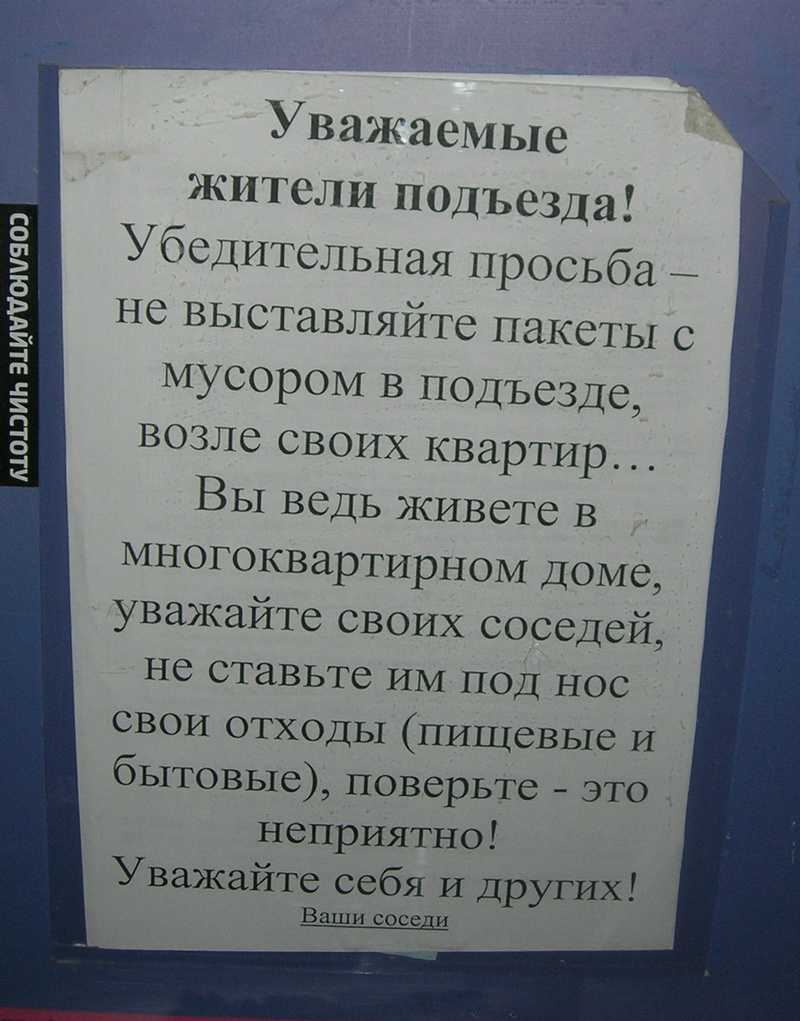 Уважаемые
жители подъезда!
Убедительная просьба –
не выставляйте пакеты с
мусором в подъезде,
возле своих квартир...
Вы ведь живете в
многоквартирном доме,
уважайте своих соседей,
не ставьте им под нос
свои отходы (пищевые и
бытовые), поверьте - это
неприятно!
Уважайте себя и других!
Ваши соседи
СОБЛЮДАЙТЕ ЧИСТОТУ